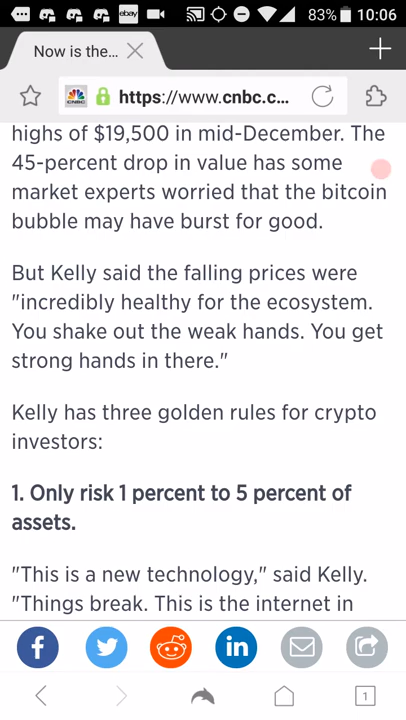 ebay
83% 10:06
Now is the...
CNBC https://www.cnbc.c...
highs of $19,500 in mid-December. The
45-percent drop in value has some
market experts worried that the bitcoin
bubble may have burst for good.
But Kelly said the falling prices were
"incredibly healthy for the ecosystem.
You shake out the weak hands. You get
strong hands in there."
Kelly has three golden rules for crypto
investors:
1. Only risk 1 percent to 5 percent of
assets.
"This is a new technology," said Kelly.
"Things break. This is the internet in
1